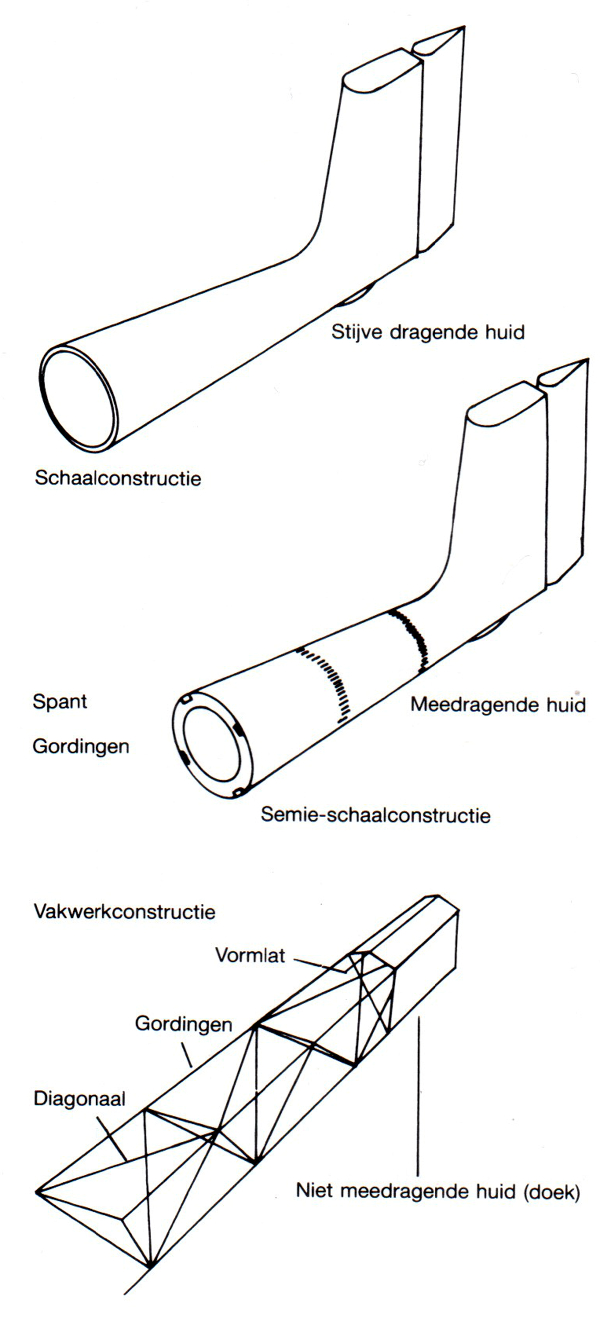 Stijve dragende huid
Schaalconstructie
Spant
Meedragende huid
Gordingen
Semie-schaalconstructie
Vakwerkconstructie
Vormlat
Gordingen
Diagonaal
Niet meedragende huid (doek)